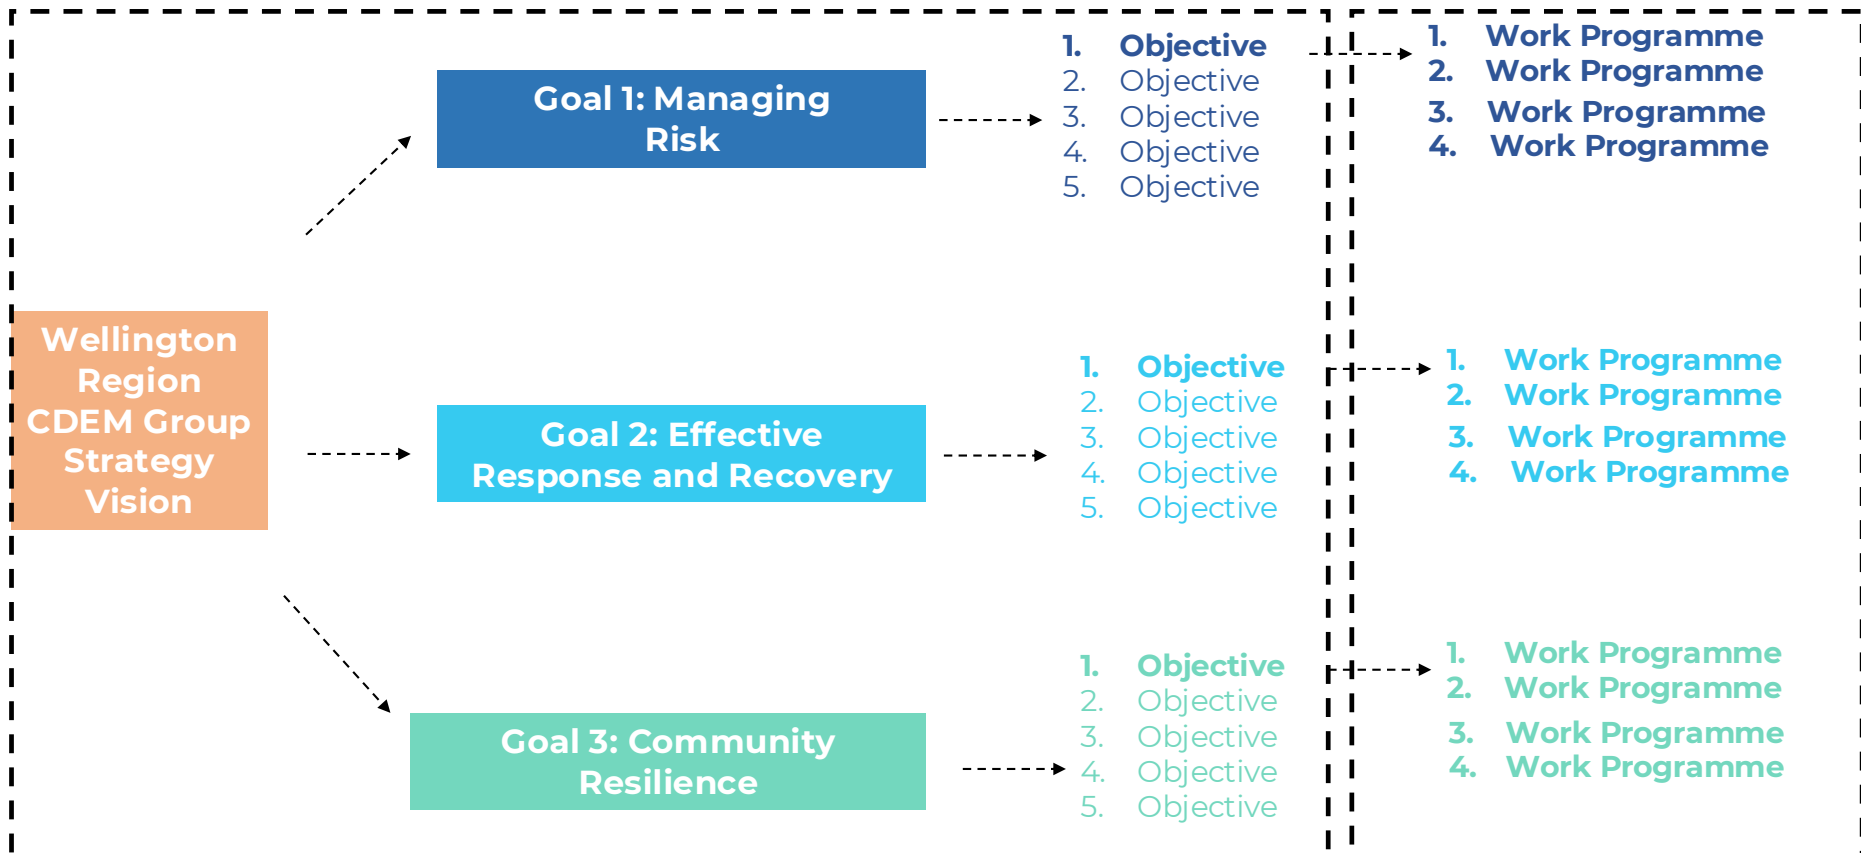 Wellington
Region
CDEM Group
Strategy
Vision
Goal 1: Managing
Risk
1. Objective
2. Objective
3. Objective
4. Objective
5. Objective
1. Work Programme
2. Work Programme
3. Work Programme
4. Work Programme
Goal 2: Effective
Response and Recovery
1. Objective
2. Objective
3. Objective
4. Objective
5. Objective
1. Work Programme
2. Work Programme
3. Work Programme
4. Work Programme
Goal 3: Community
Resilience
1. Objective
2. Objective
3. Objective
4. Objective
5. Objective
1. Work Programme
2. Work Programme
3. Work Programme
4. Work Programme